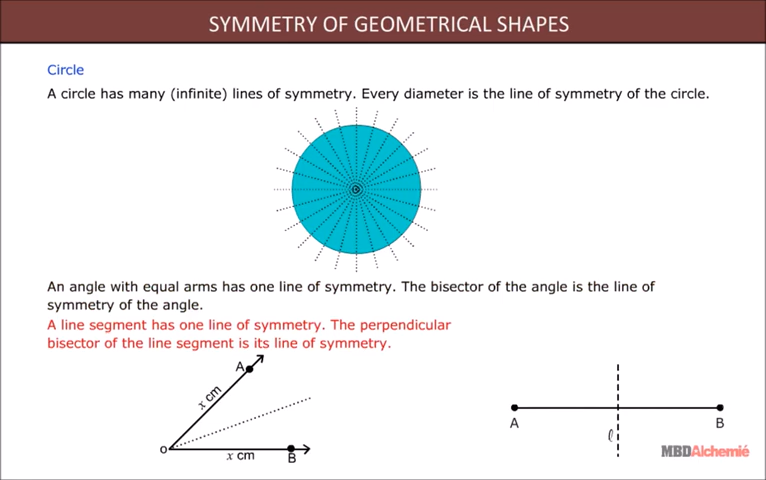 SYMMETRY OF GEOMETRICAL SHAPES
Circle
A circle has many (infinite) lines of symmetry. Every diameter is the line of symmetry of the circle.
An angle with equal arms has one line of symmetry. The bisector of the angle is the line of
symmetry of the angle.
A line segment has one line of symmetry. The perpendicular
bisector of the line segment is its line of symmetry.
A
x cm
O
x cm
B
A
B
ℓ
MBDAlchemié